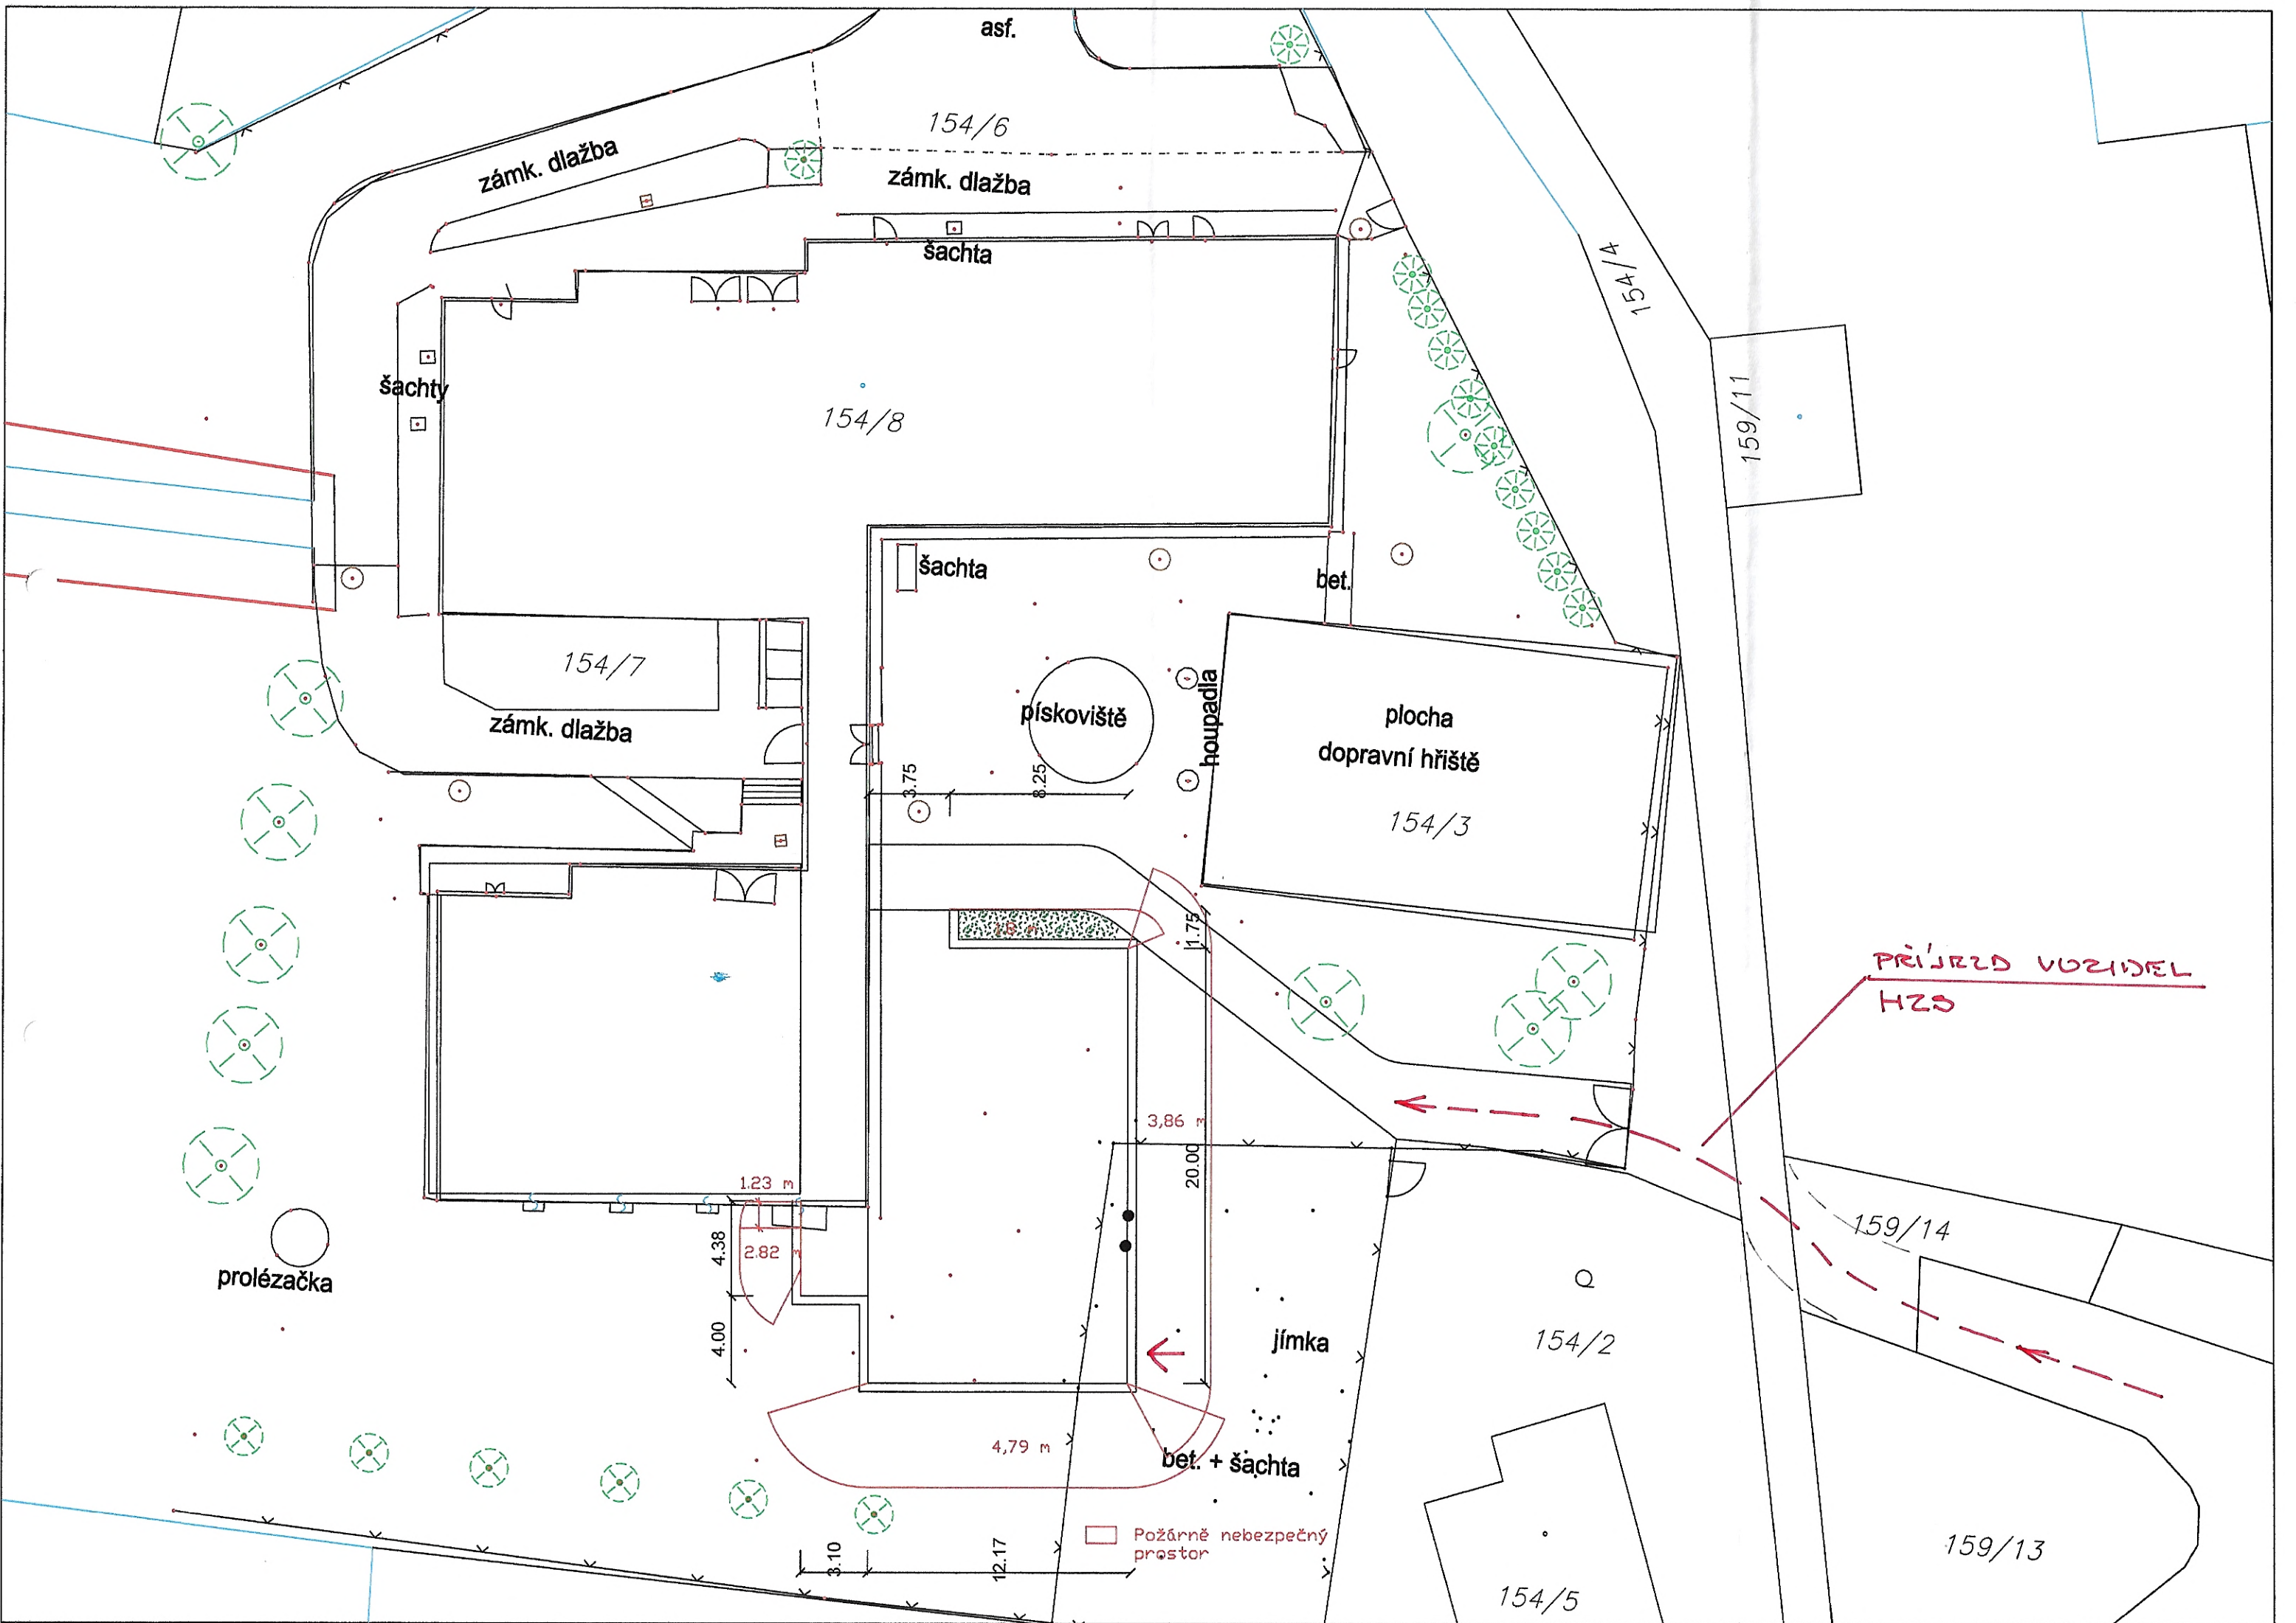 asf.
154/6
zámk. dlažba
zámk. dlažba
šachta
154/4
šachty
154/8
159/11
šachta
bet.
154/7
pískoviště
houpadla
plocha
dopravní hřiště
zámk. dlažba
3.75
8.25
154/3
1.75
PŘÍJEZD VOZIDEL
HZS
3,86 m
20.00
1.23 m
4.38
2.82 m
159/14
prolézačka
4.00
jímka
154/2
4,79 m
bet. + šachta
Požárně nebezpečný
prostor
3.10
12.17
159/13
154/5